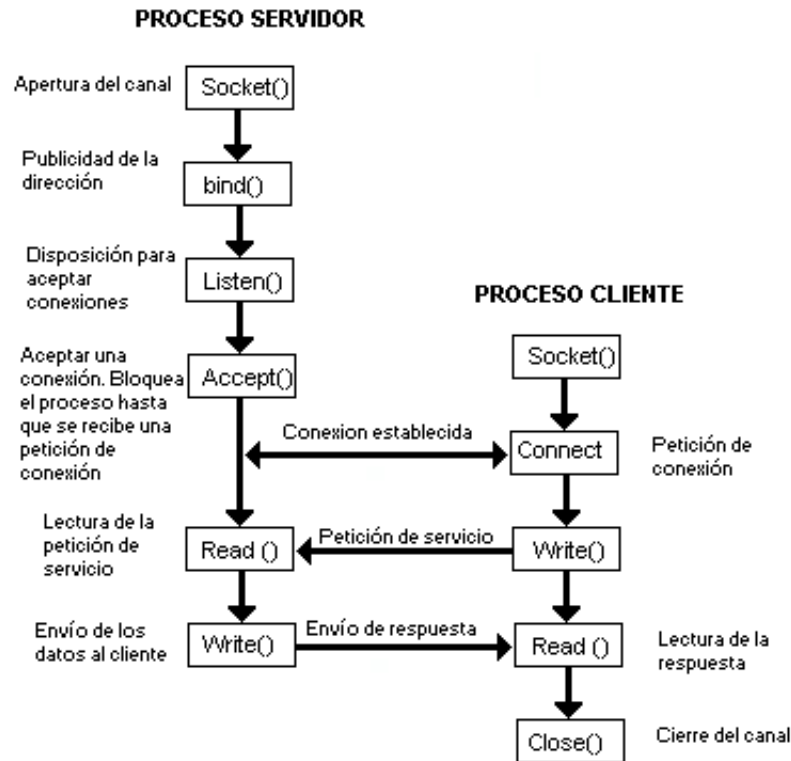 PROCESO SERVIDOR
Apertura del canal
Socket()
Publicidad de la
dirección
bind()
Disposición para
aceptar
conexiones
Listen()
PROCESO CLIENTE
Socket()
Aceptar una
conexión. Bloquea
el proceso hasta
que se recibe una
petición de
conexión
Accept()
Conexion establecida
Connect
Petición de
conexión
Lectura de la
petición de
servicio
Read ()
Petición de servicio
Write()
Envío de los
datos al cliente
Write()
Envío de respuesta
Read ()
Lectura de la
respuesta
Close()
Cierre del canal